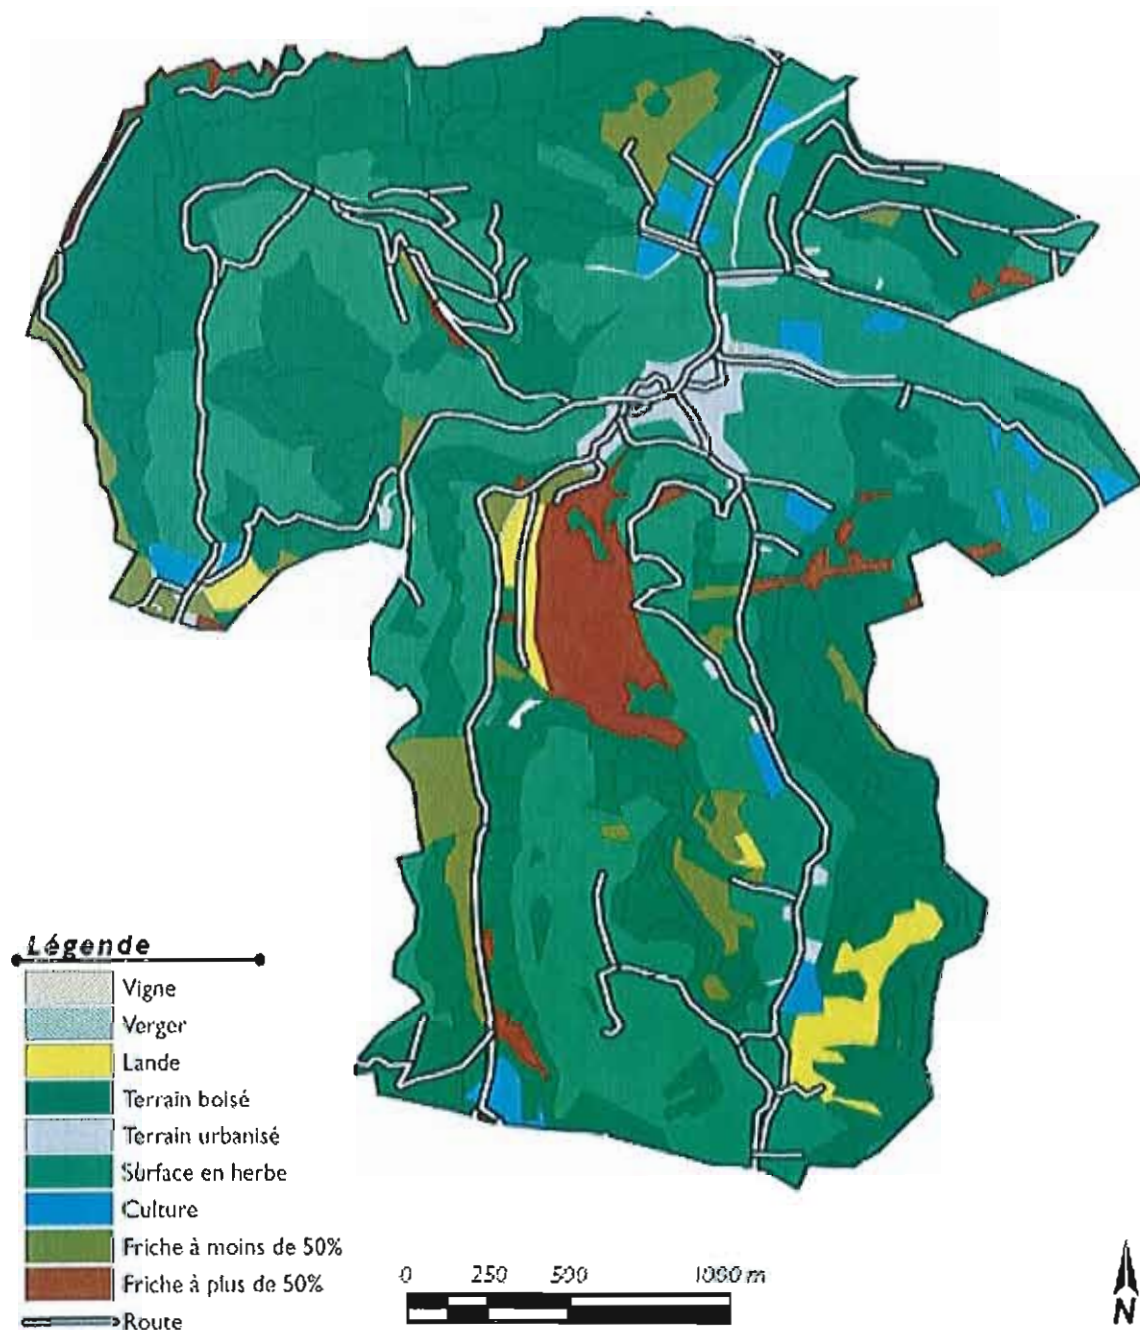 Légende
Vigne
Verger
Lande
Terrain boisé
Terrain urbanisé
Surface en herbe
Culture
Friche à moins de 50%
Friche à plus de 50%
Route
0 250 500 1000 m
N